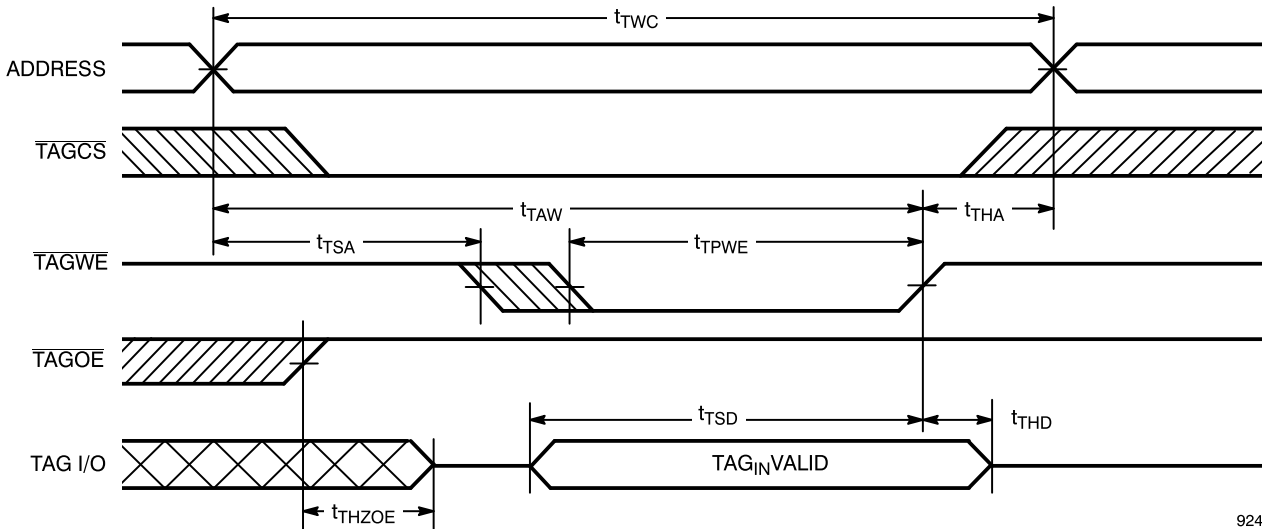 tTWC
ADDRESS
TAGCS
tTAW
tTHA
tTSA
tTPWE
TAGWE
TAGOE
tTSD
tTHD
TAG I/O
TAGINVALID
tTHZOE
924